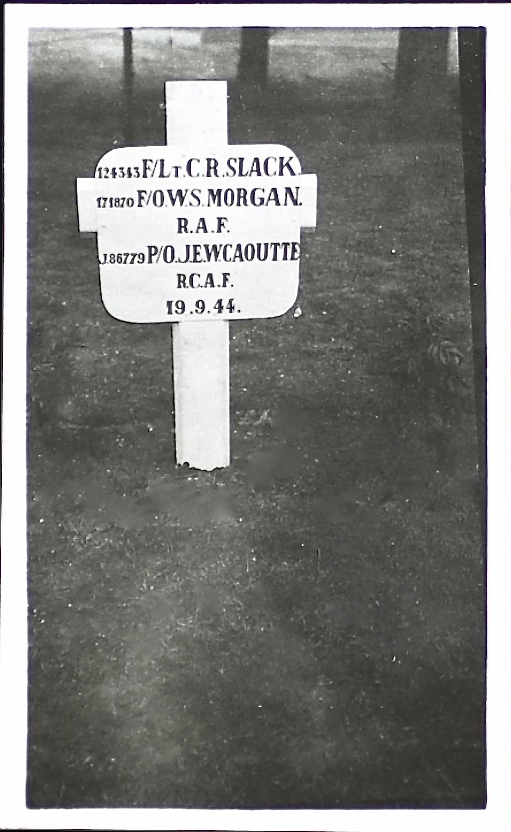 124343 F/LT. C.R. SLACK.
171870 F/O. W.S. MORGAN.
R.A.F.
J.86779 P/O. J.E.W. CAOUTTE
R.C.A.F.
19.9.44.